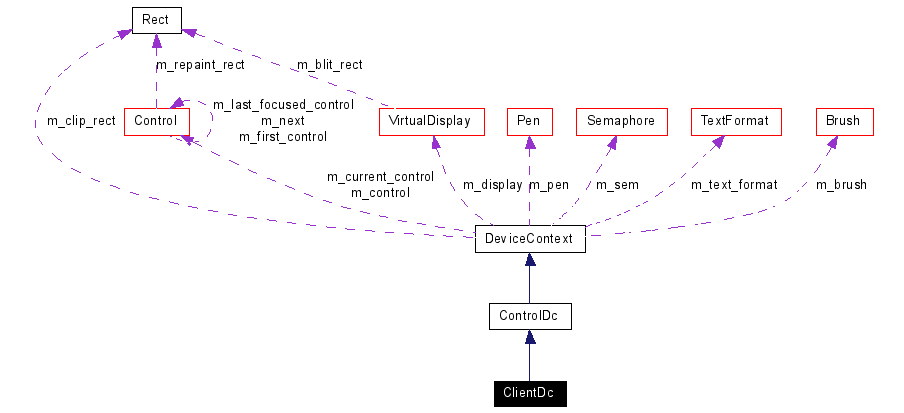 Rect
m_repaint_rect
m_blit_rect
m_last_focused_control
m_next
m_first_control
m_clip_rect
Control
VirtualDisplay
Pen
Semaphore
TextFormat
Brush
m_current_control
m_control
m_display
m_pen
m_sem
m_text_format
m_brush
DeviceContext
ControlDc
ClientDc